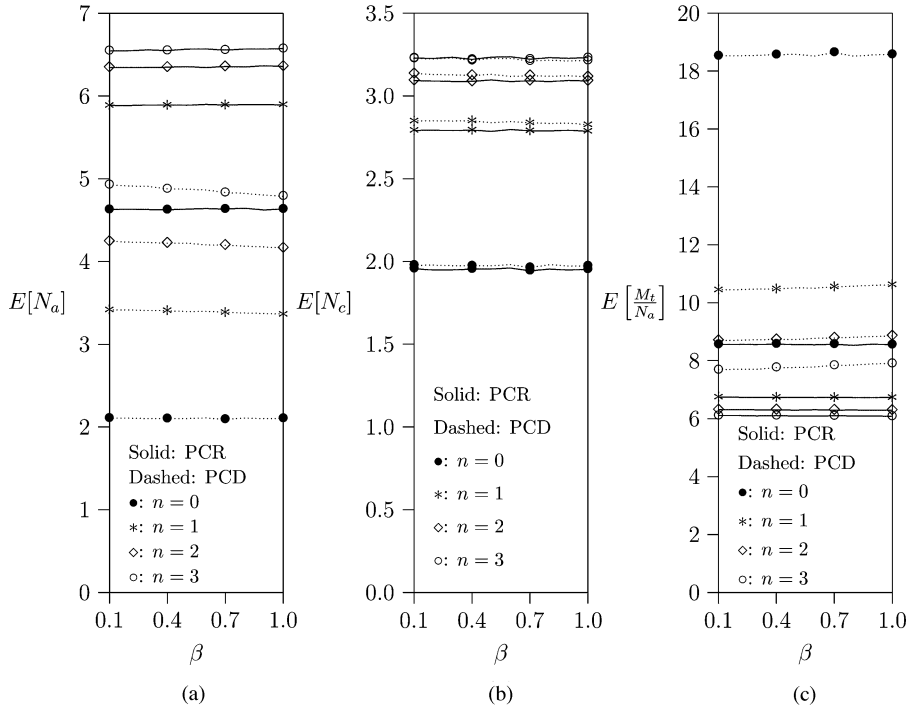 7
6
5
4
3
2
1
0
E[N_a]
Solid: PCR
Dashed: PCD
●: n = 0
∗: n = 1
◇: n = 2
○: n = 3
0.1 0.4 0.7 1.0
β
(a)
3.5
3.0
2.5
2.0
1.5
1.0
0.5
0.0
E[N_c]
Solid: PCR
Dashed: PCD
●: n = 0
∗: n = 1
◇: n = 2
○: n = 3
0.1 0.4 0.7 1.0
β
(b)
20
18
16
14
12
10
8
6
4
2
0
E[M_t/N_a]
Solid: PCR
Dashed: PCD
●: n = 0
∗: n = 1
◇: n = 2
○: n = 3
0.1 0.4 0.7 1.0
β
(c)